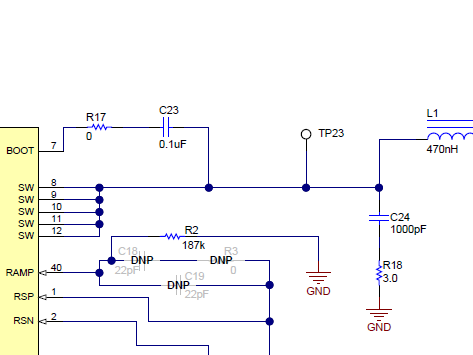 L1
C23
R17
TP23
0
0.1uF
470nH
BOOT 7
SW 8
SW 9
SW 10
SW 11
SW 12
C24
1000pF
R2
187k
C18 DNP
22pF
R3
DNP
0
R18
3.0
RAMP 40
C19
DNP
22pF
GND
RSP 1
RSN 2
GND